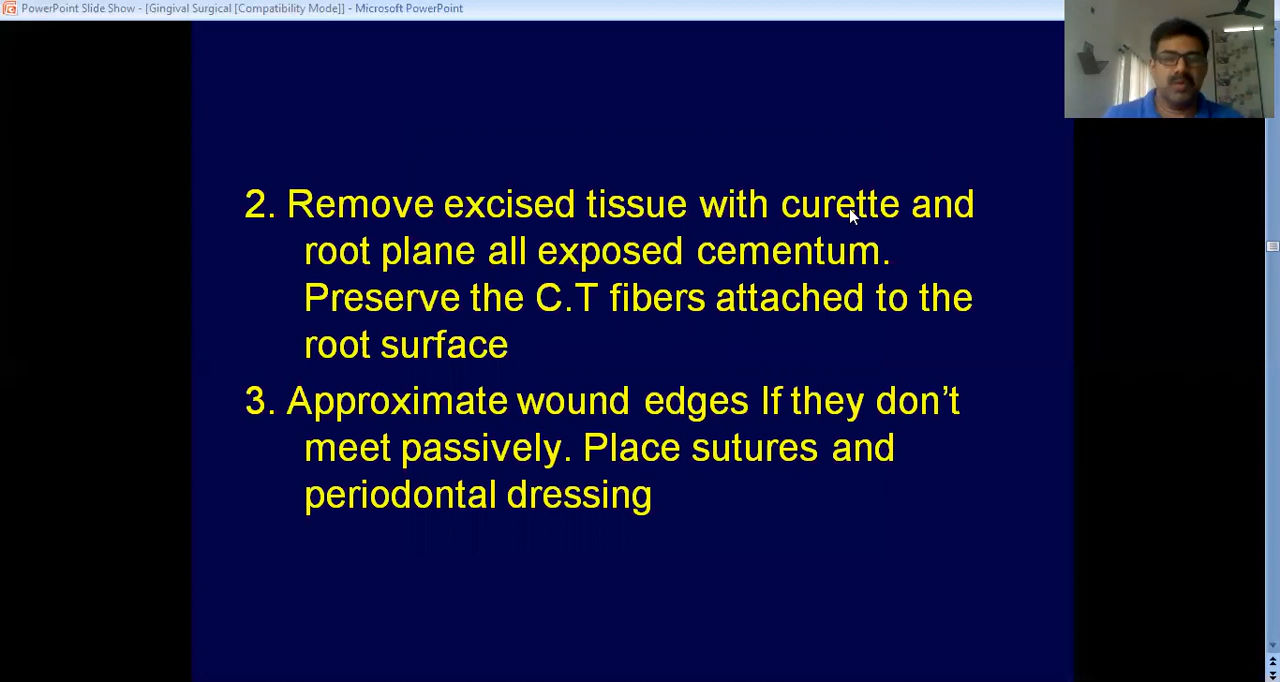 PowerPoint Slide Show - [Gingival Surgical [Compatibility Mode]] - Microsoft PowerPoint
2. Remove excised tissue with curette and
root plane all exposed cementum.
Preserve the C.T fibers attached to the
root surface
3. Approximate wound edges If they don’t
meet passively. Place sutures and
periodontal dressing